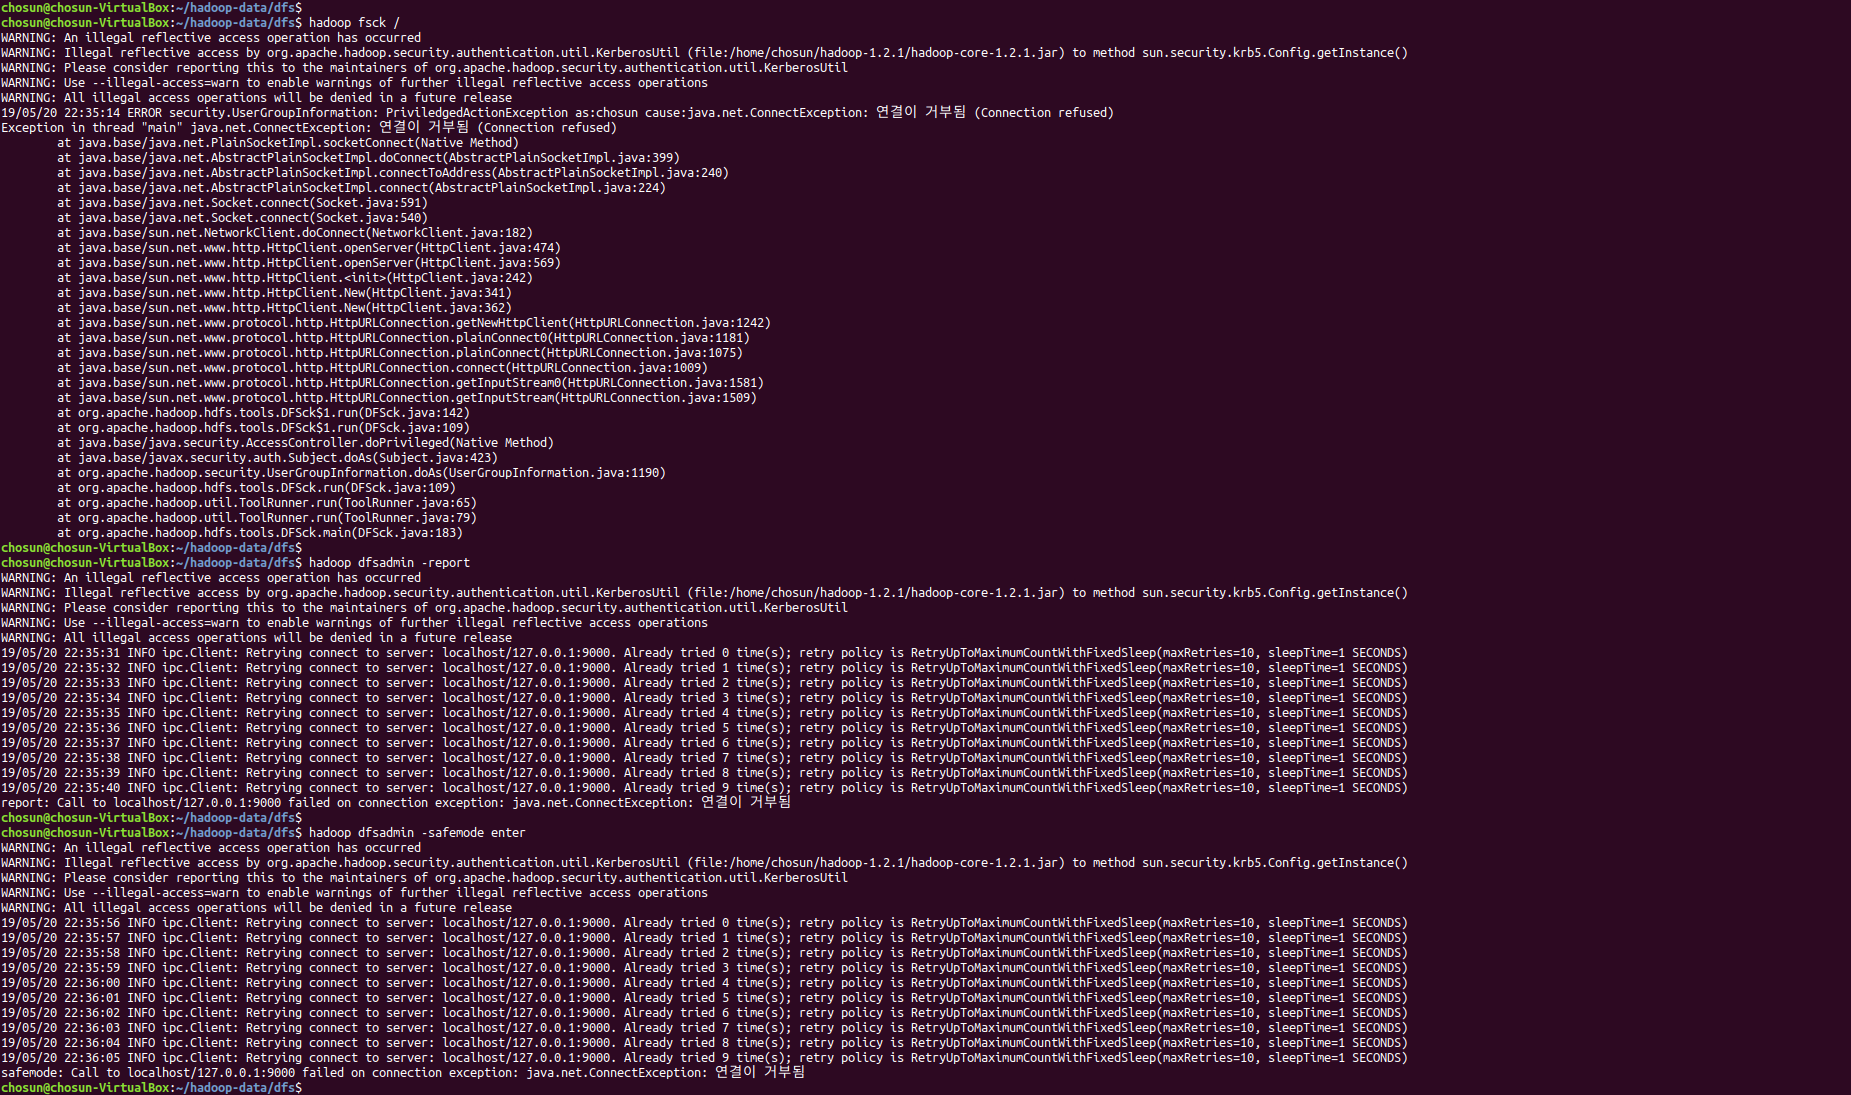 chosun@chosun-VirtualBox:~/hadoop-data/dfs$
chosun@chosun-VirtualBox:~/hadoop-data/dfs$ hadoop fsck /
WARNING: An illegal reflective access operation has occurred
WARNING: Illegal reflective access by org.apache.hadoop.security.authentication.util.KerberosUtil (file:/home/chosun/hadoop-1.2.1/hadoop-core-1.2.1.jar) to method sun.security.krb5.Config.getInstance()
WARNING: Please consider reporting this to the maintainers of org.apache.hadoop.security.authentication.util.KerberosUtil
WARNING: Use --illegal-access=warn to enable warnings of further illegal reflective access operations
WARNING: All illegal access operations will be denied in a future release
19/05/20 22:35:14 ERROR security.UserGroupInformation: PriviledgedActionException as:chosun cause:java.net.ConnectException: 연결이 거부됨 (Connection refused)
Exception in thread "main" java.net.ConnectException: 연결이 거부됨 (Connection refused)
        at java.base/java.net.PlainSocketImpl.socketConnect(Native Method)
        at java.base/java.net.AbstractPlainSocketImpl.doConnect(AbstractPlainSocketImpl.java:399)
        at java.base/java.net.AbstractPlainSocketImpl.connectToAddress(AbstractPlainSocketImpl.java:240)
        at java.base/java.net.AbstractPlainSocketImpl.connect(AbstractPlainSocketImpl.java:224)
        at java.base/java.net.Socket.connect(Socket.java:591)
        at java.base/java.net.Socket.connect(Socket.java:540)
        at java.base/sun.net.NetworkClient.doConnect(NetworkClient.java:182)
        at java.base/sun.net.www.http.HttpClient.openServer(HttpClient.java:474)
        at java.base/sun.net.www.http.HttpClient.openServer(HttpClient.java:569)
        at java.base/sun.net.www.http.HttpClient.<init>(HttpClient.java:242)
        at java.base/sun.net.www.http.HttpClient.New(HttpClient.java:341)
        at java.base/sun.net.www.http.HttpClient.New(HttpClient.java:362)
        at java.base/sun.net.www.protocol.http.HttpURLConnection.getNewHttpClient(HttpURLConnection.java:1242)
        at java.base/sun.net.www.protocol.http.HttpURLConnection.plainConnect0(HttpURLConnection.java:1181)
        at java.base/sun.net.www.protocol.http.HttpURLConnection.plainConnect(HttpURLConnection.java:1075)
        at java.base/sun.net.www.protocol.http.HttpURLConnection.connect(HttpURLConnection.java:1009)
        at java.base/sun.net.www.protocol.http.HttpURLConnection.getInputStream0(HttpURLConnection.java:1581)
        at java.base/sun.net.www.protocol.http.HttpURLConnection.getInputStream(HttpURLConnection.java:1509)
        at org.apache.hadoop.hdfs.tools.DFSck$1.run(DFSck.java:142)
        at org.apache.hadoop.hdfs.tools.DFSck$1.run(DFSck.java:109)
        at java.base/java.security.AccessController.doPrivileged(Native Method)
        at java.base/javax.security.auth.Subject.doAs(Subject.java:423)
        at org.apache.hadoop.security.UserGroupInformation.doAs(UserGroupInformation.java:1190)
        at org.apache.hadoop.hdfs.tools.DFSck.run(DFSck.java:109)
        at org.apache.hadoop.util.ToolRunner.run(ToolRunner.java:65)
        at org.apache.hadoop.util.ToolRunner.run(ToolRunner.java:79)
        at org.apache.hadoop.hdfs.tools.DFSck.main(DFSck.java:183)
chosun@chosun-VirtualBox:~/hadoop-data/dfs$
chosun@chosun-VirtualBox:~/hadoop-data/dfs$ hadoop dfsadmin -report
WARNING: An illegal reflective access operation has occurred
WARNING: Illegal reflective access by org.apache.hadoop.security.authentication.util.KerberosUtil (file:/home/chosun/hadoop-1.2.1/hadoop-core-1.2.1.jar) to method sun.security.krb5.Config.getInstance()
WARNING: Please consider reporting this to the maintainers of org.apache.hadoop.security.authentication.util.KerberosUtil
WARNING: Use --illegal-access=warn to enable warnings of further illegal reflective access operations
WARNING: All illegal access operations will be denied in a future release
19/05/20 22:35:31 INFO ipc.Client: Retrying connect to server: localhost/127.0.0.1:9000. Already tried 0 time(s); retry policy is RetryUpToMaximumCountWithFixedSleep(maxRetries=10, sleepTime=1 SECONDS)
19/05/20 22:35:32 INFO ipc.Client: Retrying connect to server: localhost/127.0.0.1:9000. Already tried 1 time(s); retry policy is RetryUpToMaximumCountWithFixedSleep(maxRetries=10, sleepTime=1 SECONDS)
19/05/20 22:35:33 INFO ipc.Client: Retrying connect to server: localhost/127.0.0.1:9000. Already tried 2 time(s); retry policy is RetryUpToMaximumCountWithFixedSleep(maxRetries=10, sleepTime=1 SECONDS)
19/05/20 22:35:34 INFO ipc.Client: Retrying connect to server: localhost/127.0.0.1:9000. Already tried 3 time(s); retry policy is RetryUpToMaximumCountWithFixedSleep(maxRetries=10, sleepTime=1 SECONDS)
19/05/20 22:35:35 INFO ipc.Client: Retrying connect to server: localhost/127.0.0.1:9000. Already tried 4 time(s); retry policy is RetryUpToMaximumCountWithFixedSleep(maxRetries=10, sleepTime=1 SECONDS)
19/05/20 22:35:36 INFO ipc.Client: Retrying connect to server: localhost/127.0.0.1:9000. Already tried 5 time(s); retry policy is RetryUpToMaximumCountWithFixedSleep(maxRetries=10, sleepTime=1 SECONDS)
19/05/20 22:35:37 INFO ipc.Client: Retrying connect to server: localhost/127.0.0.1:9000. Already tried 6 time(s); retry policy is RetryUpToMaximumCountWithFixedSleep(maxRetries=10, sleepTime=1 SECONDS)
19/05/20 22:35:38 INFO ipc.Client: Retrying connect to server: localhost/127.0.0.1:9000. Already tried 7 time(s); retry policy is RetryUpToMaximumCountWithFixedSleep(maxRetries=10, sleepTime=1 SECONDS)
19/05/20 22:35:39 INFO ipc.Client: Retrying connect to server: localhost/127.0.0.1:9000. Already tried 8 time(s); retry policy is RetryUpToMaximumCountWithFixedSleep(maxRetries=10, sleepTime=1 SECONDS)
19/05/20 22:35:40 INFO ipc.Client: Retrying connect to server: localhost/127.0.0.1:9000. Already tried 9 time(s); retry policy is RetryUpToMaximumCountWithFixedSleep(maxRetries=10, sleepTime=1 SECONDS)
report: Call to localhost/127.0.0.1:9000 failed on connection exception: java.net.ConnectException: 연결이 거부됨
chosun@chosun-VirtualBox:~/hadoop-data/dfs$
chosun@chosun-VirtualBox:~/hadoop-data/dfs$ hadoop dfsadmin -safemode enter
WARNING: An illegal reflective access operation has occurred
WARNING: Illegal reflective access by org.apache.hadoop.security.authentication.util.KerberosUtil (file:/home/chosun/hadoop-1.2.1/hadoop-core-1.2.1.jar) to method sun.security.krb5.Config.getInstance()
WARNING: Please consider reporting this to the maintainers of org.apache.hadoop.security.authentication.util.KerberosUtil
WARNING: Use --illegal-access=warn to enable warnings of further illegal reflective access operations
WARNING: All illegal access operations will be denied in a future release
19/05/20 22:35:56 INFO ipc.Client: Retrying connect to server: localhost/127.0.0.1:9000. Already tried 0 time(s); retry policy is RetryUpToMaximumCountWithFixedSleep(maxRetries=10, sleepTime=1 SECONDS)
19/05/20 22:35:57 INFO ipc.Client: Retrying connect to server: localhost/127.0.0.1:9000. Already tried 1 time(s); retry policy is RetryUpToMaximumCountWithFixedSleep(maxRetries=10, sleepTime=1 SECONDS)
19/05/20 22:35:58 INFO ipc.Client: Retrying connect to server: localhost/127.0.0.1:9000. Already tried 2 time(s); retry policy is RetryUpToMaximumCountWithFixedSleep(maxRetries=10, sleepTime=1 SECONDS)
19/05/20 22:35:59 INFO ipc.Client: Retrying connect to server: localhost/127.0.0.1:9000. Already tried 3 time(s); retry policy is RetryUpToMaximumCountWithFixedSleep(maxRetries=10, sleepTime=1 SECONDS)
19/05/20 22:36:00 INFO ipc.Client: Retrying connect to server: localhost/127.0.0.1:9000. Already tried 4 time(s); retry policy is RetryUpToMaximumCountWithFixedSleep(maxRetries=10, sleepTime=1 SECONDS)
19/05/20 22:36:01 INFO ipc.Client: Retrying connect to server: localhost/127.0.0.1:9000. Already tried 5 time(s); retry policy is RetryUpToMaximumCountWithFixedSleep(maxRetries=10, sleepTime=1 SECONDS)
19/05/20 22:36:02 INFO ipc.Client: Retrying connect to server: localhost/127.0.0.1:9000. Already tried 6 time(s); retry policy is RetryUpToMaximumCountWithFixedSleep(maxRetries=10, sleepTime=1 SECONDS)
19/05/20 22:36:03 INFO ipc.Client: Retrying connect to server: localhost/127.0.0.1:9000. Already tried 7 time(s); retry policy is RetryUpToMaximumCountWithFixedSleep(maxRetries=10, sleepTime=1 SECONDS)
19/05/20 22:36:04 INFO ipc.Client: Retrying connect to server: localhost/127.0.0.1:9000. Already tried 8 time(s); retry policy is RetryUpToMaximumCountWithFixedSleep(maxRetries=10, sleepTime=1 SECONDS)
19/05/20 22:36:05 INFO ipc.Client: Retrying connect to server: localhost/127.0.0.1:9000. Already tried 9 time(s); retry policy is RetryUpToMaximumCountWithFixedSleep(maxRetries=10, sleepTime=1 SECONDS)
safemode: Call to localhost/127.0.0.1:9000 failed on connection exception: java.net.ConnectException: 연결이 거부됨
chosun@chosun-VirtualBox:~/hadoop-data/dfs$